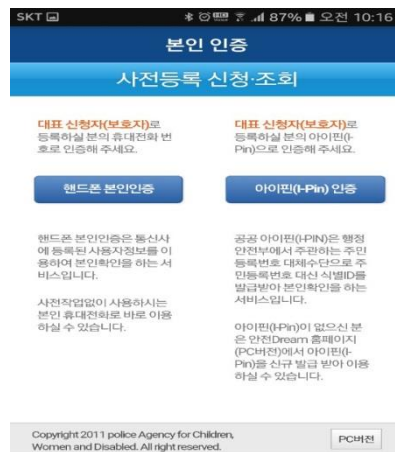 SKT 87% 오전 10:16
본인 인증
사전등록 신청·조회
대표 신청자(보호자)로
등록하실 분의 휴대전화 번
호로 인증해 주세요.
핸드폰 본인인증
핸드폰 본인인증은 통신사
에 등록된 사용자정보를 이
용하여 본인확인을 하는 서
비스입니다.
사전작업없이 사용하시는
본인 휴대전화로 바로 이용
하실 수 있습니다.
대표 신청자(보호자)로
등록하실 분의 아이핀(I-
Pin)으로 인증해 주세요.
아이핀(I-Pin) 인증
공공 아이핀(I-PIN)은 행정
안전부에서 주관하는 주민
등록번호 대체수단으로 주
민등록번호 대신 식별ID를
발급받아 본인확인을 하는
서비스입니다.
아이핀(I-Pin)이 없으신 분
은 안전Dream 홈페이지
(PC버전)에서 아이핀(I-
Pin)을 신규 발급 받아 이용
하실 수 있습니다.
Copyright 2011 police Agency for Children,
Women and Disabled. All right reserved.
PC버전